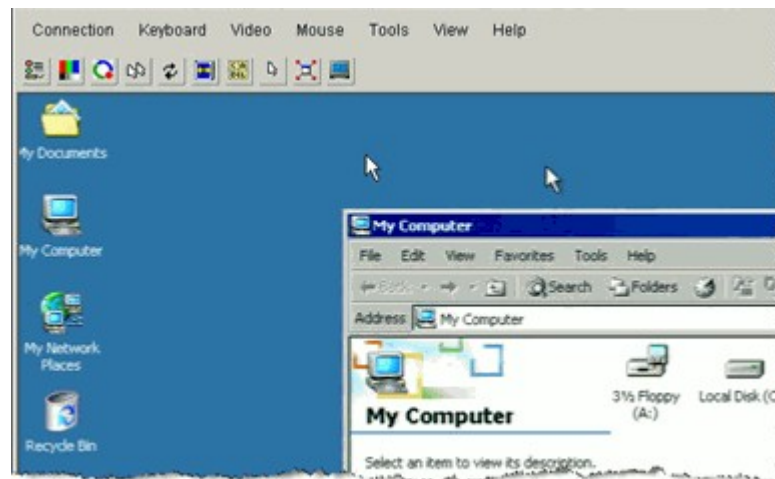 Connection Keyboard Video Mouse Tools View Help
My Documents
My Computer
My Network
Places
Recycle Bin
My Computer
File Edit View Favorites Tools Help
Back Search Folders
Address My Computer
3½ Floppy
(A:)
Local Disk (C
My Computer
Select an item to view its description.